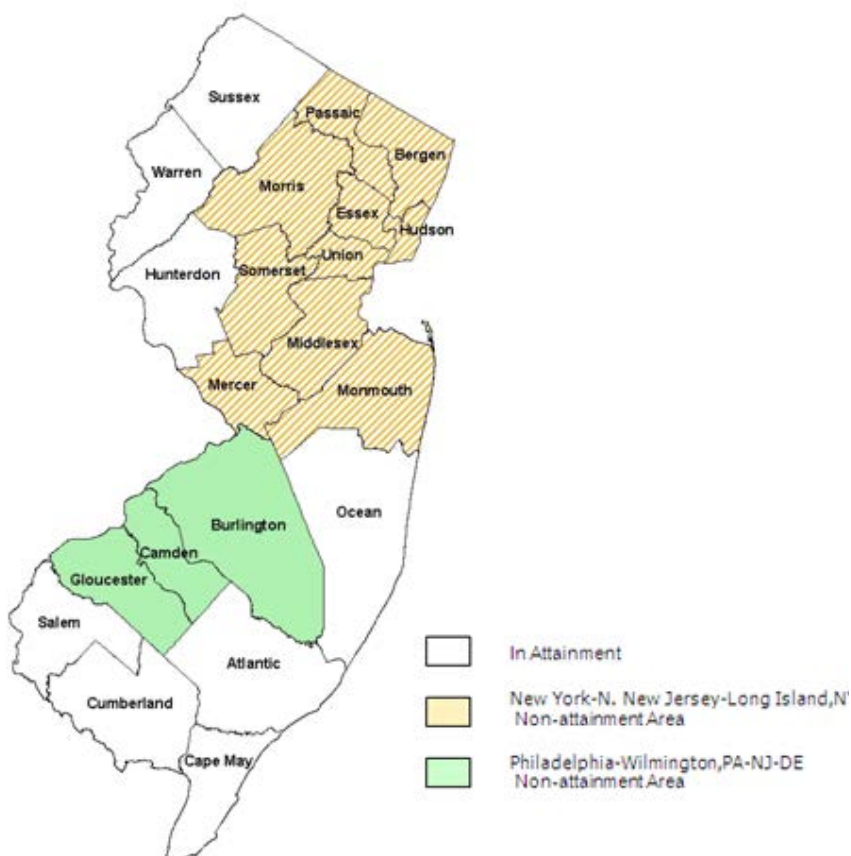 Sussex
Passaic
Bergen
Warren
Morris
Essex
Hudson
Union
Hunterdon
Somerset
Middlesex
Mercer
Monmouth
Ocean
Burlington
Camden
Gloucester
Salem
Atlantic
Cumberland
Cape May
In Attainment
New York-N. New Jersey-Long Island,NY
Non-attainment Area
Philadelphia-Wilmington,PA-NJ-DE
Non-attainment Area